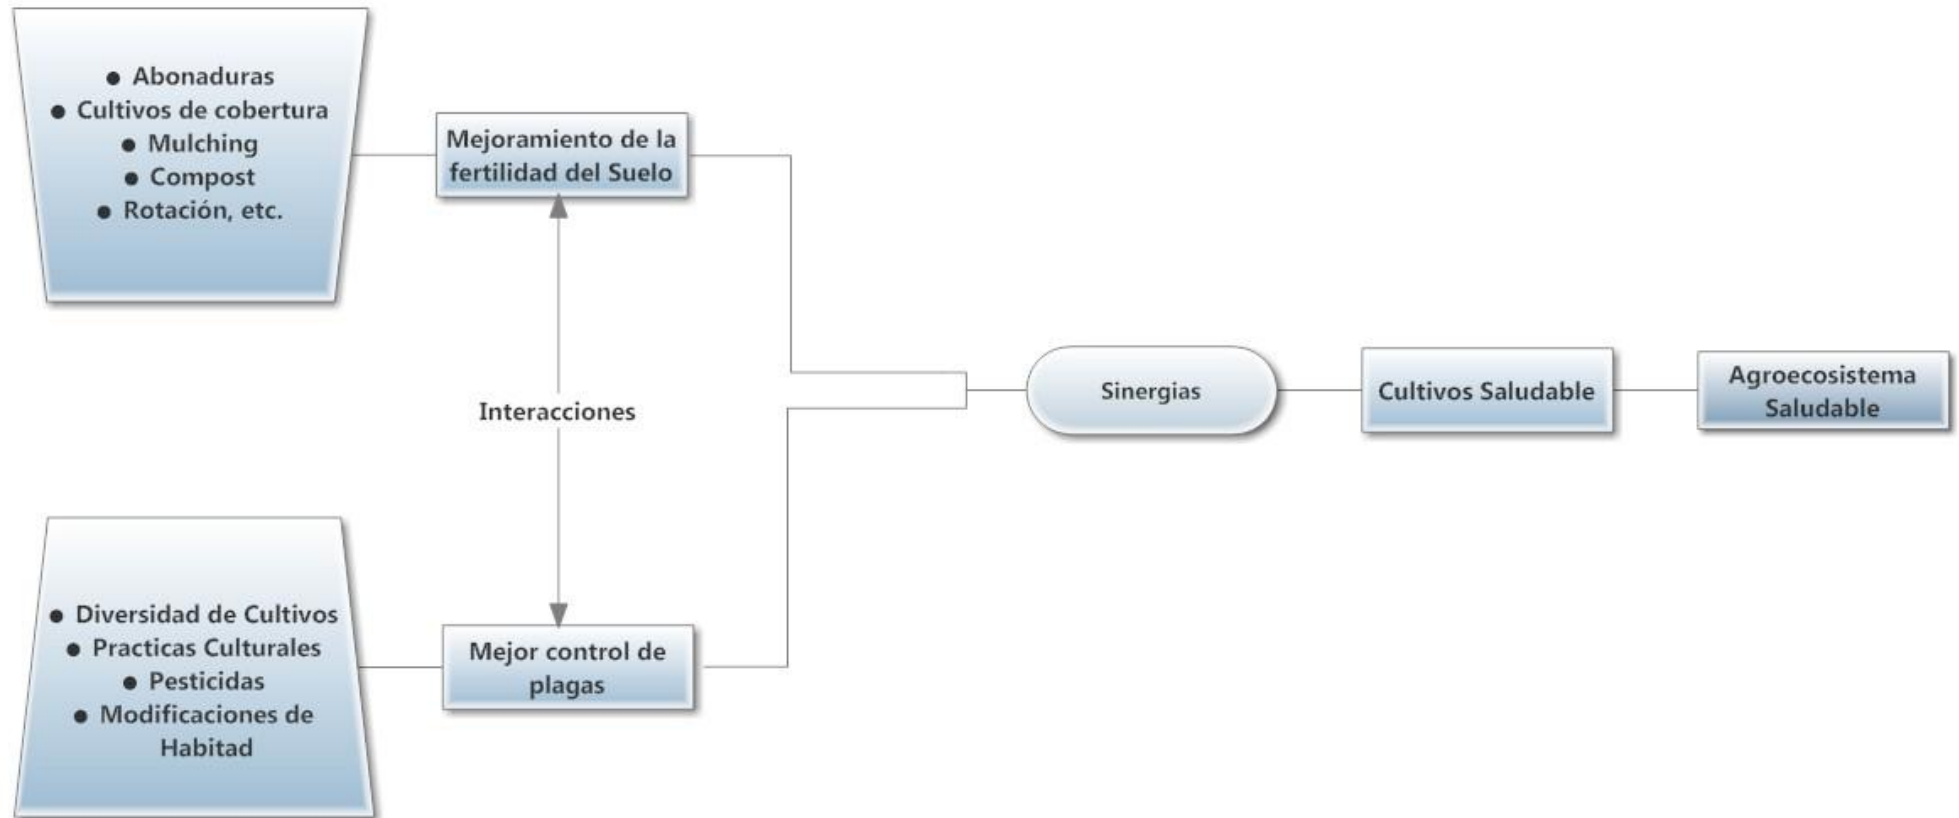 ● Abonaduras
● Cultivos de cobertura
● Mulching
● Compost
● Rotación, etc.
Mejoramiento de la
fertilidad del Suelo
Interacciones
Sinergias
Cultivos Saludable
Agroecosistema
Saludable
● Diversidad de Cultivos
● Practicas Culturales
● Pesticidas
● Modificaciones de
Habitad
Mejor control de
plagas